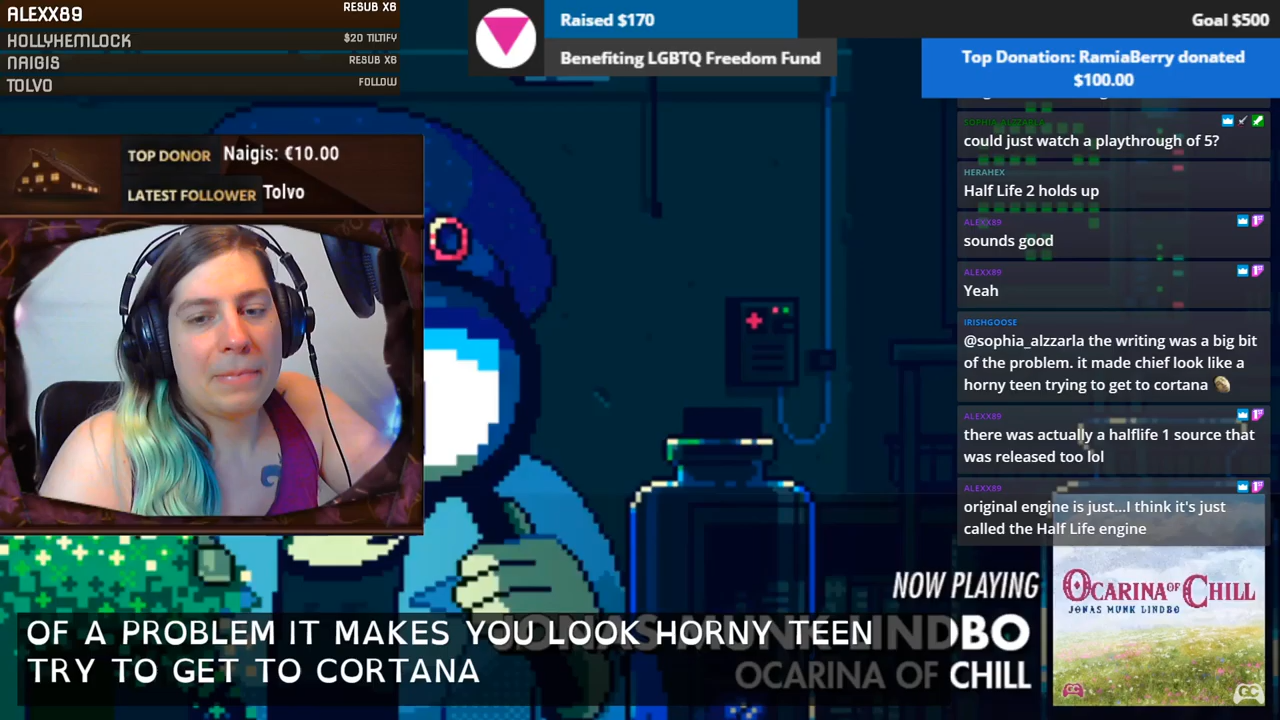 ALEXX89 RESUB X6
HOLLYHEMLOCK $20 TILTIFY
NAIGIS RESUB X6
TOLVO FOLLOW
Raised $170
Goal $500
Benefiting LGBTQ Freedom Fund
Top Donation: RamiaBerry donated
$100.00
TOP DONOR Naigis: €10.00
LATEST FOLLOWER Tolvo
SOPHIA_ALZZARLA
could just watch a playthrough of 5?
HERAHEX
Half Life 2 holds up
ALEXX89
sounds good
ALEXX89
Yeah
IRISHGOOSE
@sophia_alzzarla the writing was a big bit
of the problem. it made chief look like a
horny teen trying to get to cortana
ALEXX89
there was actually a halflife 1 source that
was released too lol
ALEXX89
original engine is just...I think it's just
called the Half Life engine
NOW PLAYING
JONAS MUNK LINDBO
OCARINA OF CHILL
OCARINA OF CHILL
JONAS MUNK LINDBO
GC
OF A PROBLEM IT MAKES YOU LOOK HORNY TEEN
TRY TO GET TO CORTANA